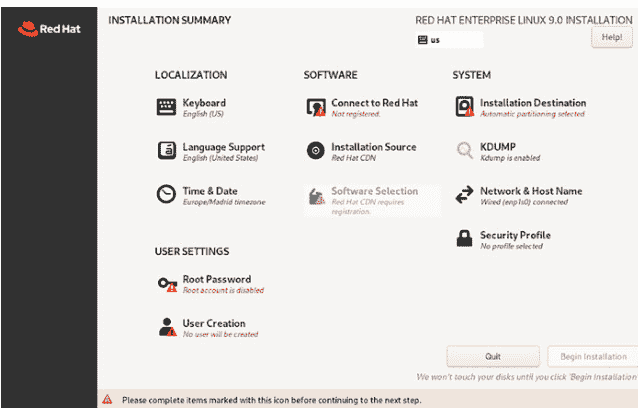 Red Hat
INSTALLATION SUMMARY
RED HAT ENTERPRISE LINUX 9.0 INSTALLATION
us
Help!
LOCALIZATION
Keyboard
English (US)
Language Support
English (United States)
Time & Date
Europe/Madrid timezone
SOFTWARE
Connect to Red Hat
Not registered.
Installation Source
Red Hat CDN
Software Selection
Red Hat CDN requires
registration.
SYSTEM
Installation Destination
Automatic partitioning selected
KDUMP
Kdump is enabled
Network & Host Name
Wired (enp1s0) connected
Security Profile
No profile selected
USER SETTINGS
Root Password
Root account is disabled
User Creation
No user will be created
Quit
Begin Installation
We won't touch your disks until you click 'Begin Installation
Please complete items marked with this icon before continuing to the next step.